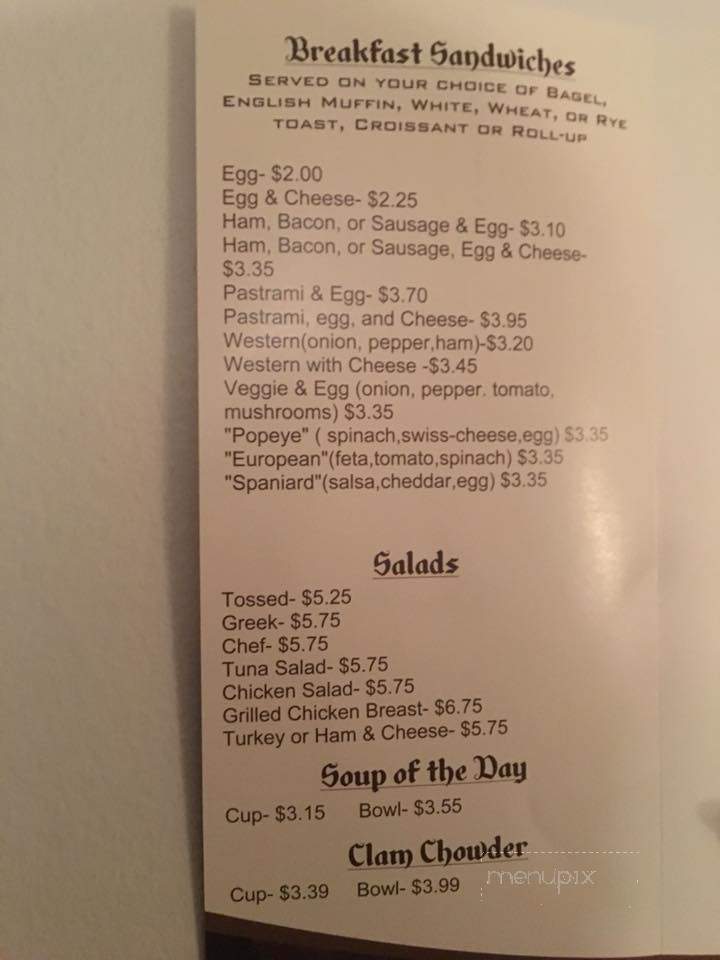 Breakfast Sandwiches
Served on your choice of Bagel,
English Muffin, White, Wheat, or Rye
toast, Croissant or Roll-up
Egg- $2.00
Egg & Cheese- $2.25
Ham, Bacon, or Sausage & Egg- $3.10
Ham, Bacon, or Sausage, Egg & Cheese-
$3.35
Pastrami & Egg- $3.70
Pastrami, egg, and Cheese- $3.95
Western(onion, pepper,ham)-$3.20
Western with Cheese -$3.45
Veggie & Egg (onion, pepper. tomato,
mushrooms) $3.35
"Popeye" ( spinach,swiss-cheese,egg) $3.35
"European"(feta,tomato,spinach) $3.35
"Spaniard"(salsa,cheddar,egg) $3.35
Salads
Tossed- $5.25
Greek- $5.75
Chef- $5.75
Tuna Salad- $5.75
Chicken Salad- $5.75
Grilled Chicken Breast- $6.75
Turkey or Ham & Cheese- $5.75
Soup of the Day
Cup- $3.15 Bowl- $3.55
Clam Chowder
Cup- $3.39 Bowl- $3.99
menupix